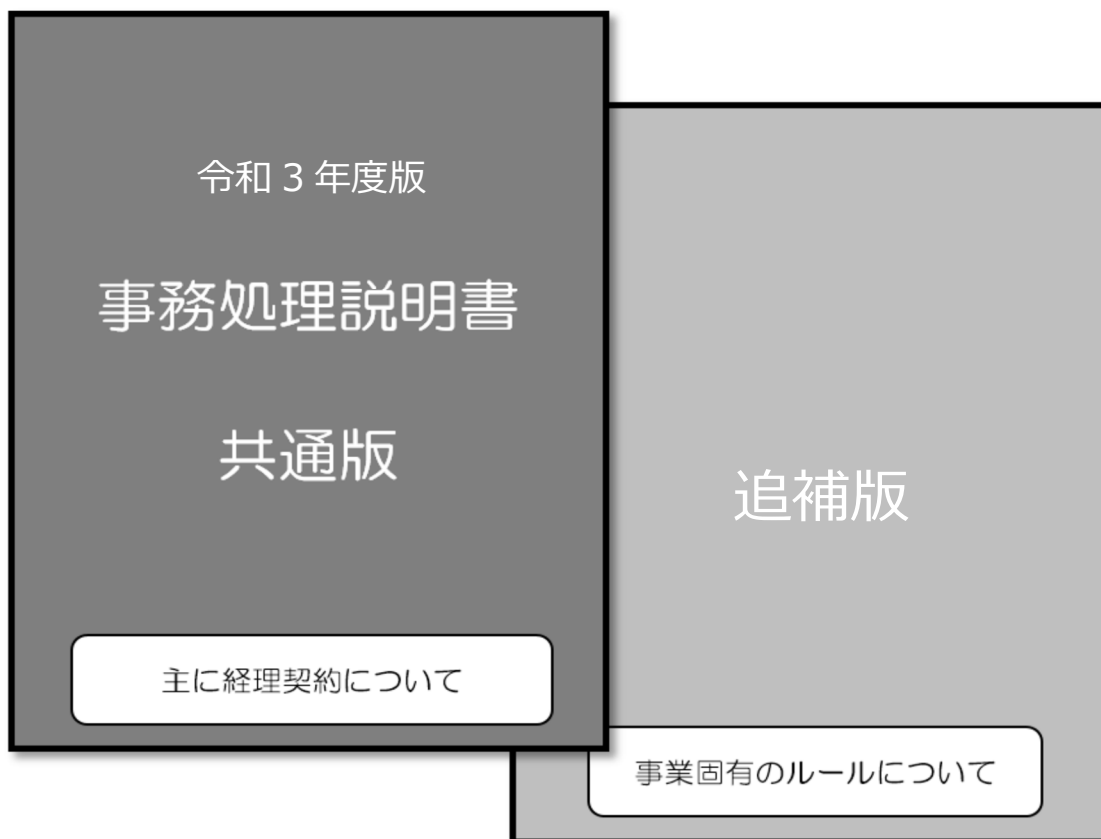 令和３年度版
事務処理説明書
共通版
主に経理契約について
追補版
事業固有のルールについて